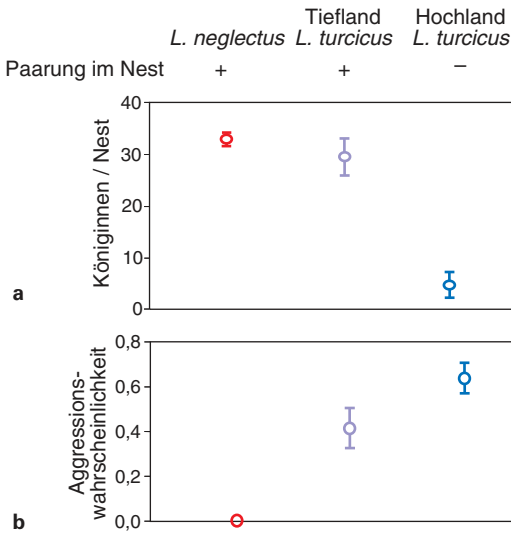 Tiefland Hochland
L. neglectus L. turcicus L. turcicus
Paarung im Nest + + –
40
30
20
10
0
Königinnen / Nest
a
0,8
0,6
0,4
0,2
0,0
Aggressions-
wahrscheinlichkeit
b